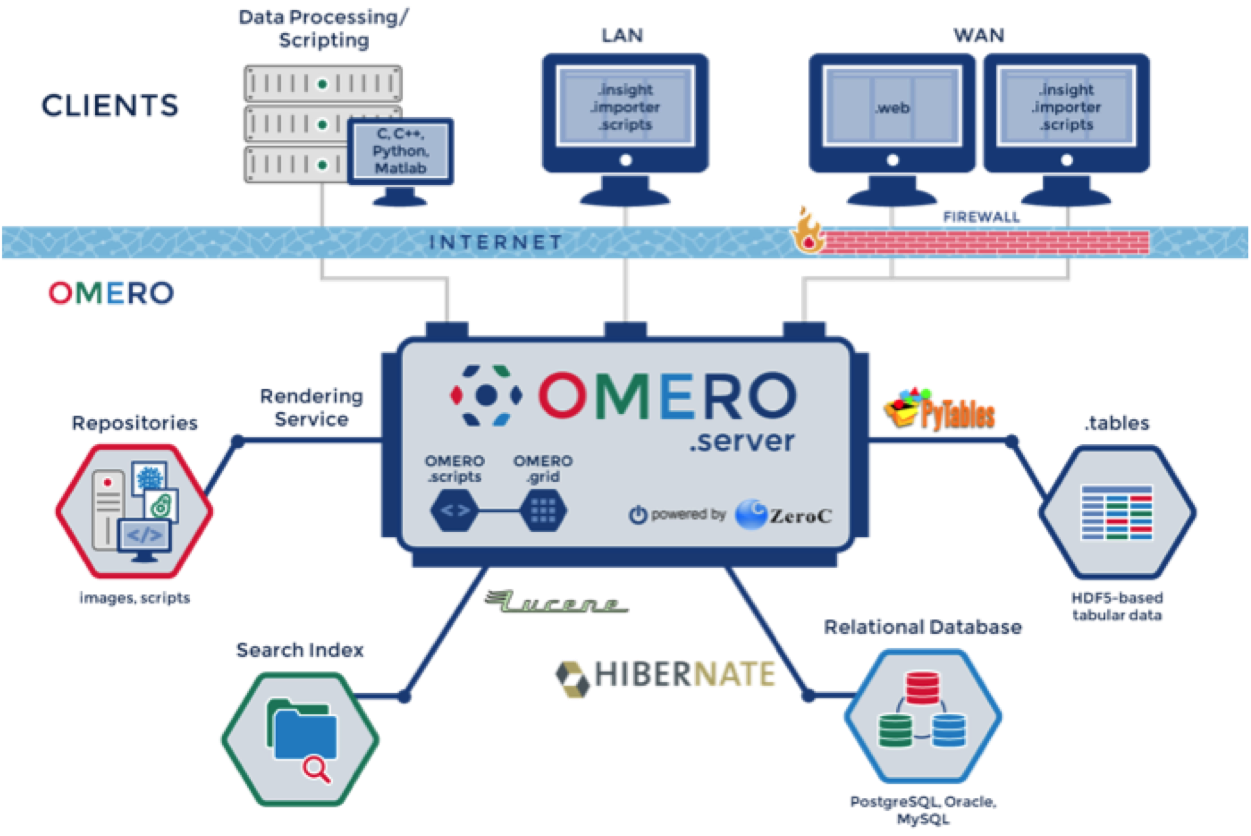 Data Processing/
Scripting
LAN
WAN
CLIENTS
C, C++,
Python,
Matlab
.insight
.importer
.scripts
.web
.insight
.importer
.scripts
FIREWALL
INTERNET
OMERO
OMERO
.server
Rendering
Service
PyTables
Repositories
.tables
OMERO
.scripts
OMERO
.grid
< >
powered by ZeroC
</>
images, scripts
HDF5-based
tabular data
Lucene
Relational Database
Search Index
HIBERNATE
PostgreSQL, Oracle,
MySQL